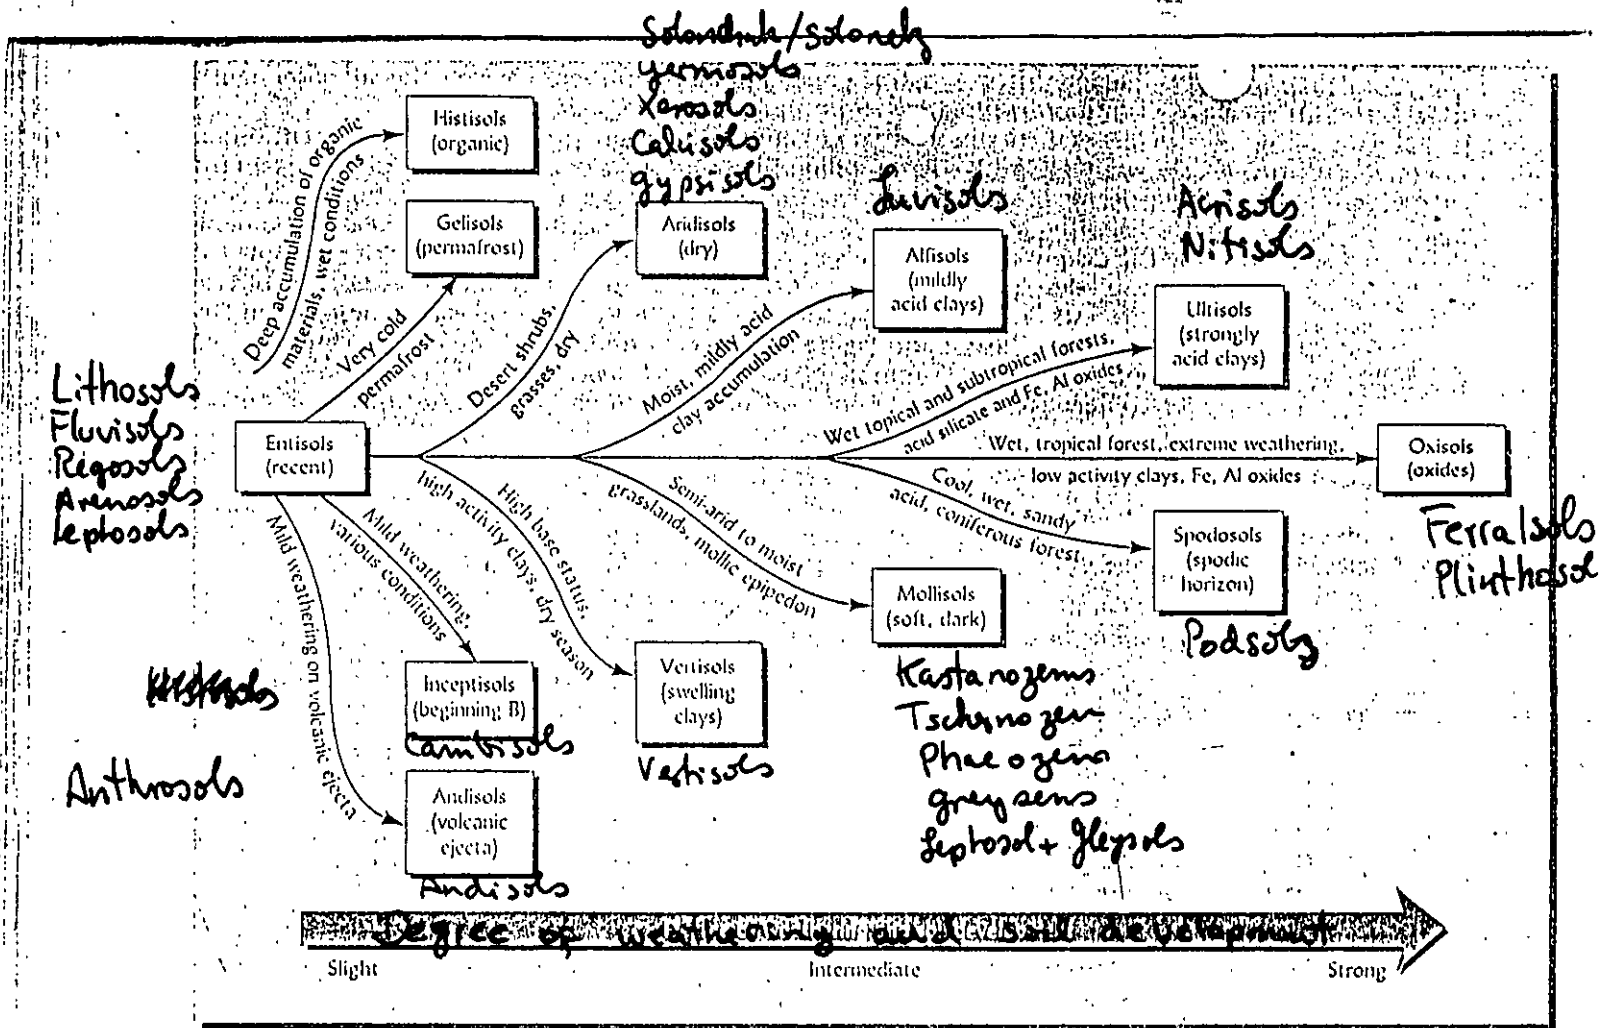 Solonchak/Solonetz
Yermosols
Xerosols
Calcisols
gypsisols
Histisols
(organic)
Deep accumulation of organic
materials, wet conditions
Gelisols
(permafrost)
Very cold
permafrost
Aridisols
(dry)
Desert shrubs,
grasses, dry
Luvisols
Alfisols
(mildly
acid clays)
Moist, mildly acid
clay accumulation
Acrisols
Nitisols
Ultisols
(strongly
acid clays)
Wet topical and subtropical forests,
acid silicate and Fe, Al oxides
Lithosols
Fluvisols
Regosols
Arenosols
Leptosols
Entisols
(recent)
Wet, tropical forest, extreme weathering,
low activity clays, Fe, Al oxides
Oxisols
(oxides)
Ferralsols
Plinthosol
Mild weathering on volcanic ejecta
Mild weathering,
various conditions
High base status,
high activity clays, dry season
Semi-arid to moist
grasslands, mollic epipedon
Cool, wet, sandy
acid, coniferous forest
Spodosols
(spodic
horizon)
Podsols
Mollisols
(soft, dark)
Kastanozems
Tschernozem
Phaeozems
greyzems
Leptosol + gleysols
Vertisols
(swelling
clays)
Vertisols
Inceptisols
(beginning B)
Cambisols
Anthrosols
Andisols
(volcanic
ejecta)
Andisols
Degree of weathering and soil development
Slight
Intermediate
Strong